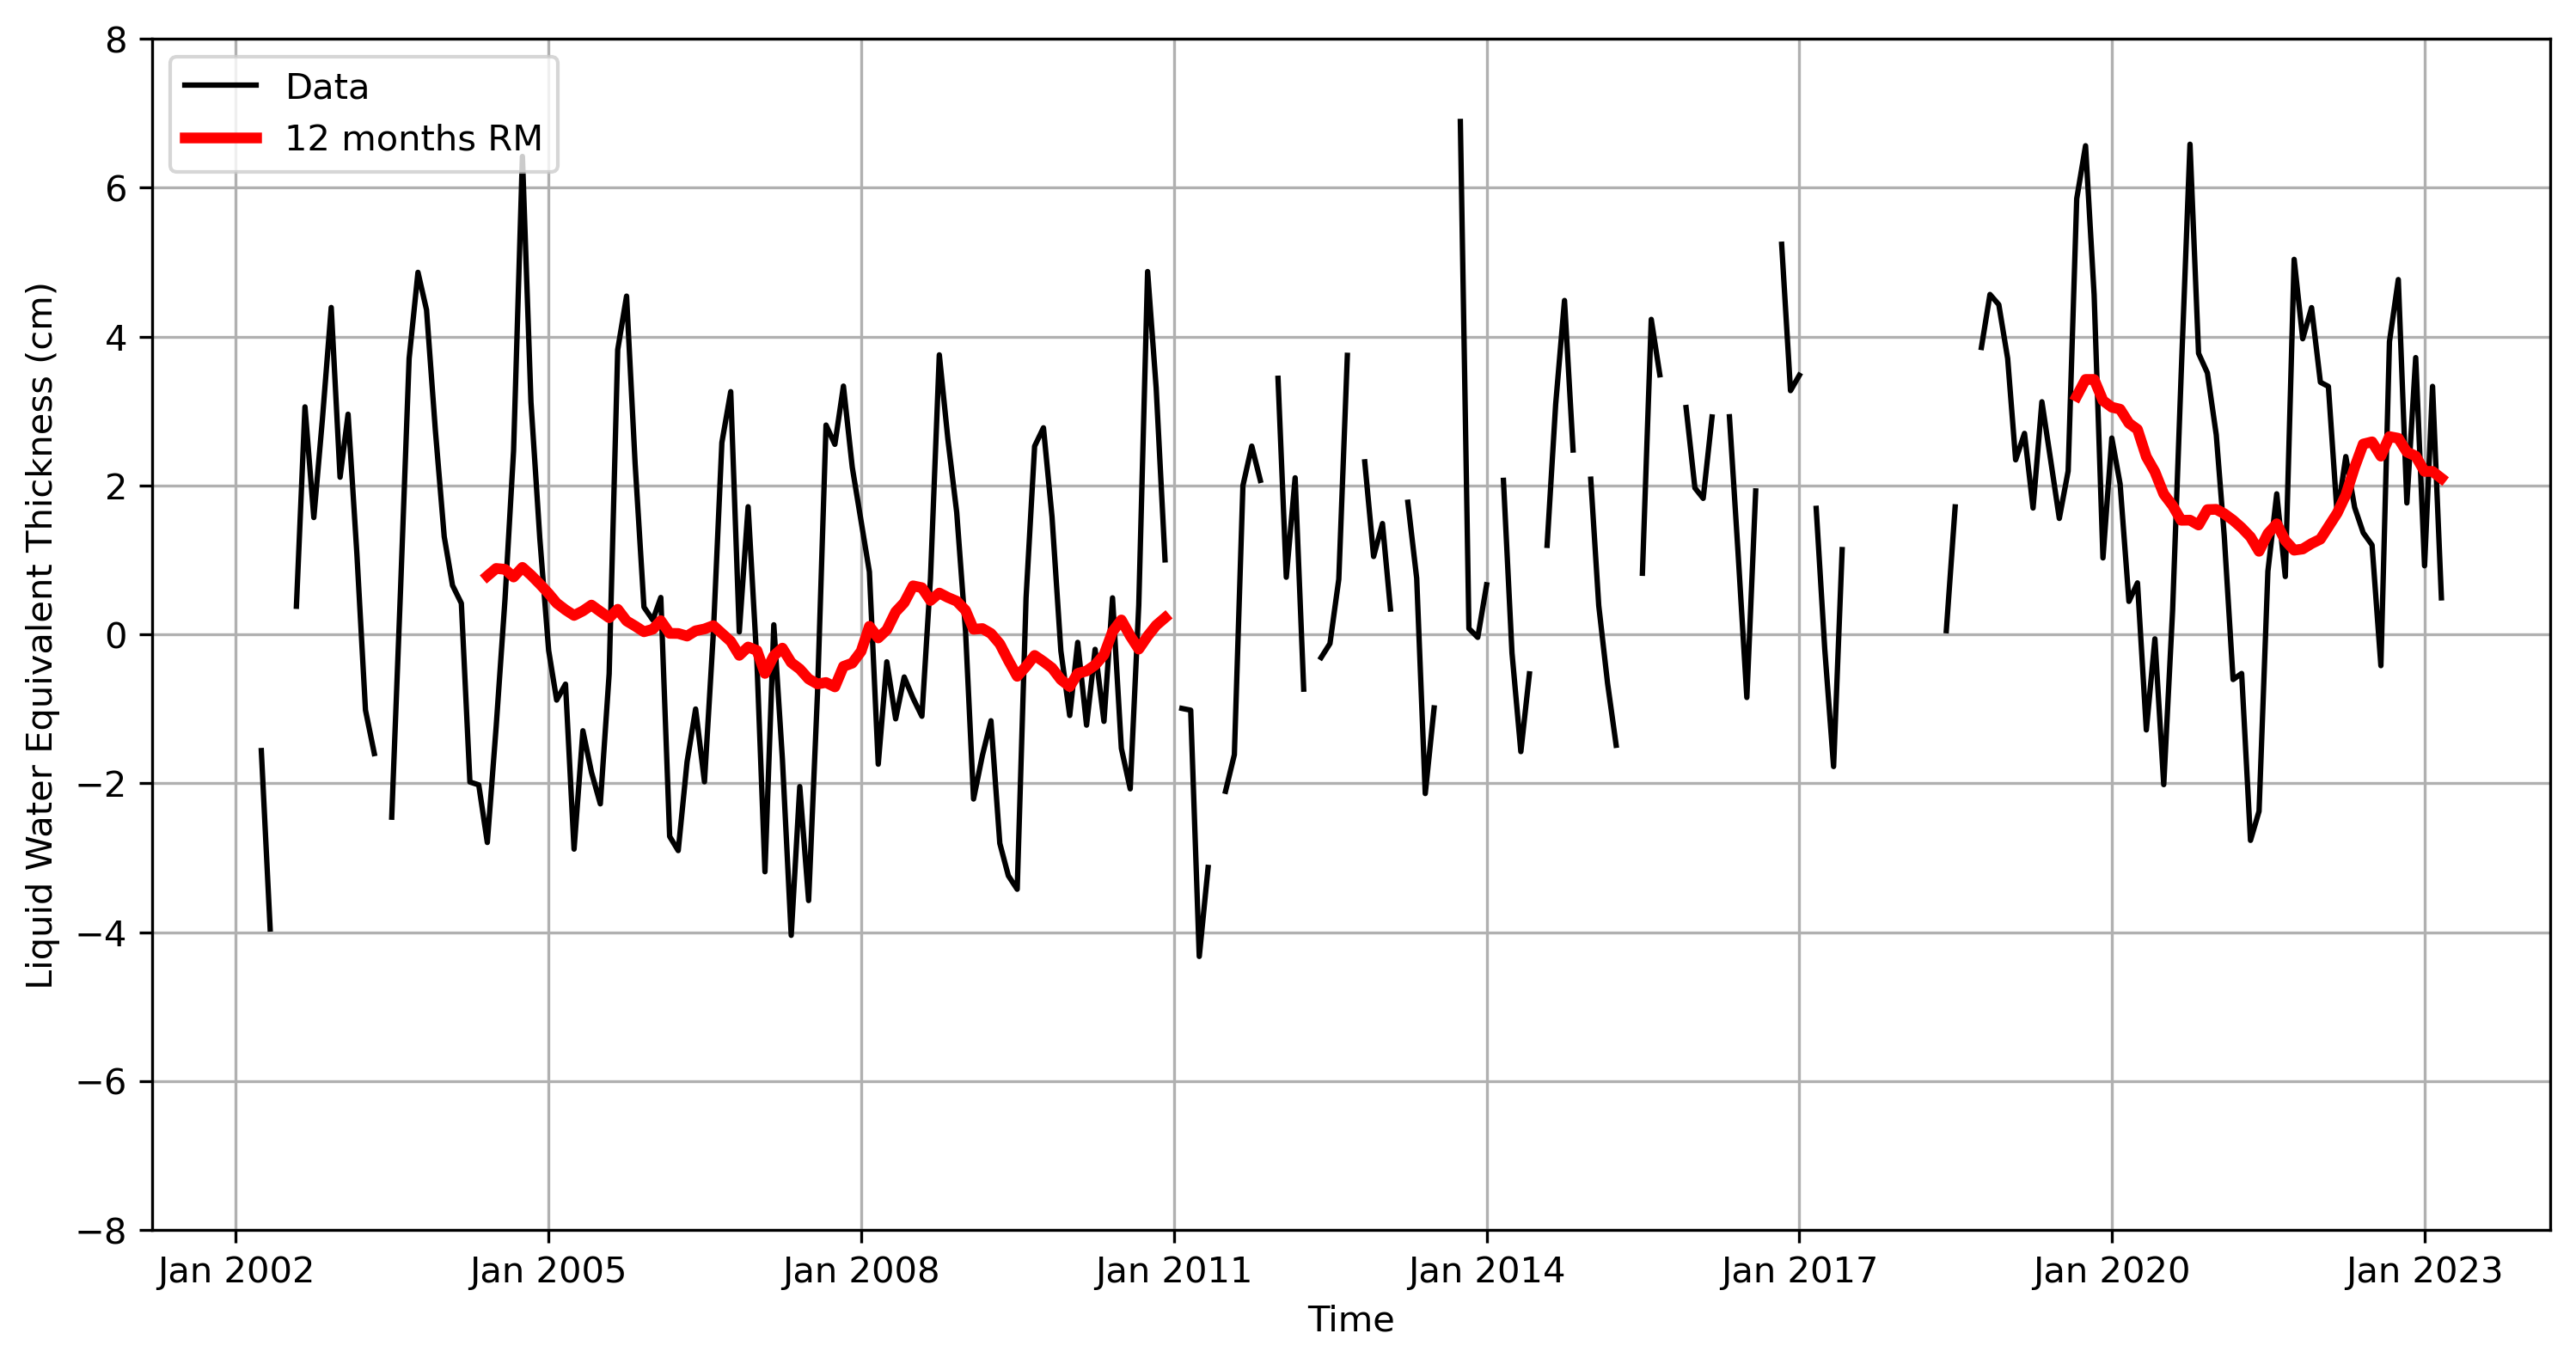 Liquid Water Equivalent Thickness (cm)
8
6
4
2
0
−2
−4
−6
−8
Data
12 months RM
Jan 2002 Jan 2005 Jan 2008 Jan 2011 Jan 2014 Jan 2017 Jan 2020 Jan 2023
Time